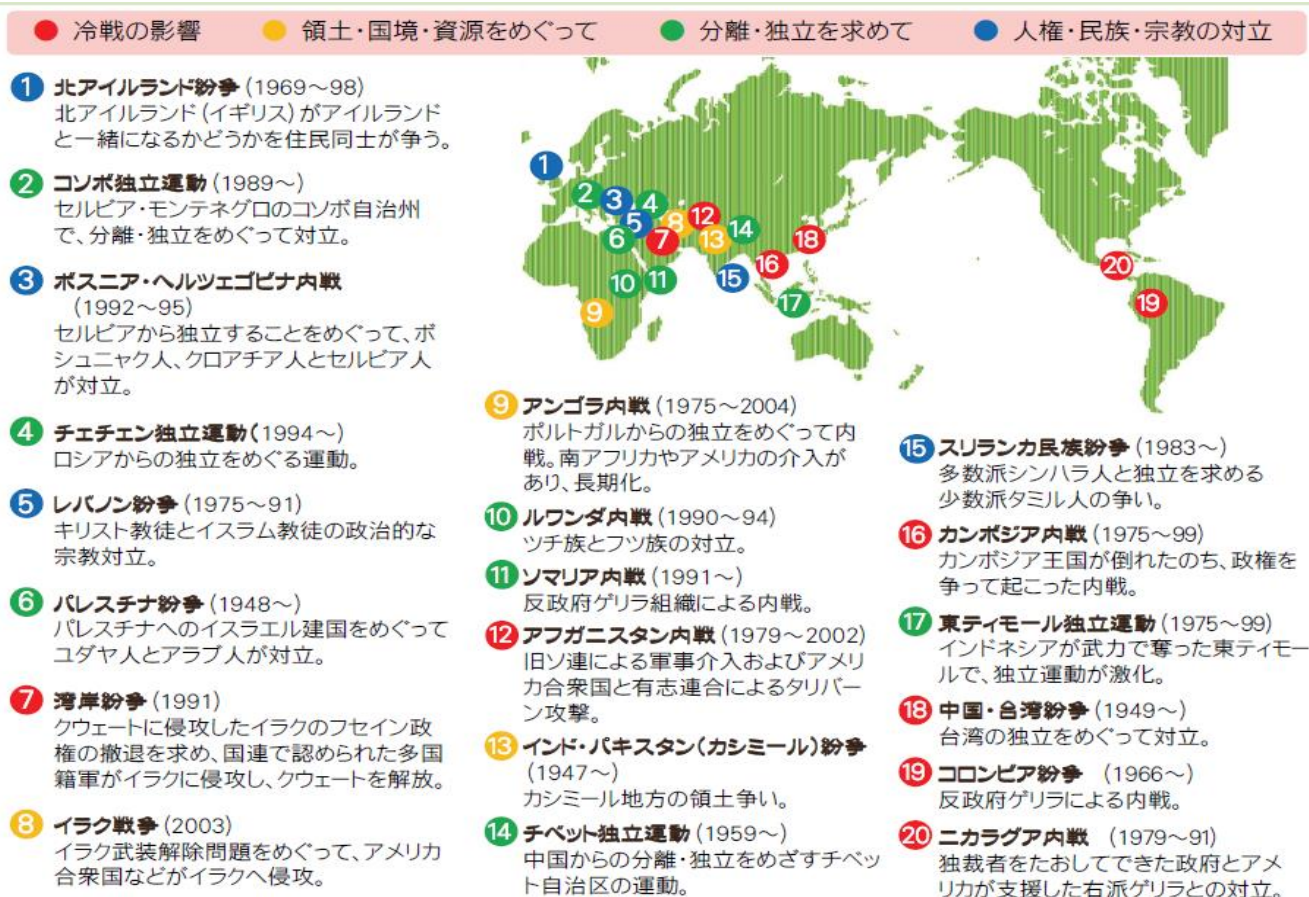 ● 冷戦の影響 ● 領土・国境・資源をめぐって ● 分離・独立を求めて ● 人権・民族・宗教の対立
1 北アイルランド紛争(1969〜98)
北アイルランド(イギリス)がアイルランド
と一緒になるかどうかを住民同士が争う。
2 コソボ独立運動(1989〜)
セルビア・モンテネグロのコソボ自治州
で、分離・独立をめぐって対立。
3 ボスニア・ヘルツェゴビナ内戦
(1992〜95)
セルビアから独立することをめぐって、ボ
シュニャク人、クロアチア人とセルビア人
が対立。
4 チェチェン独立運動(1994〜)
ロシアからの独立をめぐる運動。
5 レバノン紛争(1975〜91)
キリスト教徒とイスラム教徒の政治的な
宗教対立。
6 パレスチナ紛争(1948〜)
パレスチナへのイスラエル建国をめぐって
ユダヤ人とアラブ人が対立。
7 湾岸紛争(1991)
クウェートに侵攻したイラクのフセイン政
権の撤退を求め、国連で認められた多国
籍軍がイラクに侵攻し、クウェートを解放。
8 イラク戦争(2003)
イラク武装解除問題をめぐって、アメリカ
合衆国などがイラクへ侵攻。
1
2
3
4
5
6
7
8
9
10
11
12
13
14
15
16
17
18
19
20
9 アンゴラ内戦(1975〜2004)
ポルトガルからの独立をめぐって内
戦。南アフリカやアメリカの介入が
あり、長期化。
10 ルワンダ内戦(1990〜94)
ツチ族とフツ族の対立。
11 ソマリア内戦(1991〜)
反政府ゲリラ組織による内戦。
12 アフガニスタン内戦(1979〜2002)
旧ソ連による軍事介入およびアメリ
カ合衆国と有志連合によるタリバー
ン攻撃。
13 インド・パキスタン(カシミール)紛争
(1947〜)
カシミール地方の領土争い。
14 チベット独立運動(1959〜)
中国からの分離・独立をめざすチベッ
ト自治区の運動。
15 スリランカ民族紛争(1983〜)
多数派シンハラ人と独立を求める
少数派タミル人の争い。
16 カンボジア内戦(1975〜99)
カンボジア王国が倒れたのち、政権を
争って起こった内戦。
17 東ティモール独立運動(1975〜99)
インドネシアが武力で奪った東ティモー
ルで、独立運動が激化。
18 中国・台湾紛争(1949〜)
台湾の独立をめぐって対立。
19 コロンビア紛争 (1966〜)
反政府ゲリラによる内戦。
20 ニカラグア内戦 (1979〜91)
独裁者をたおしてできた政府とアメ
リカが支援した右派ゲリラとの対立。